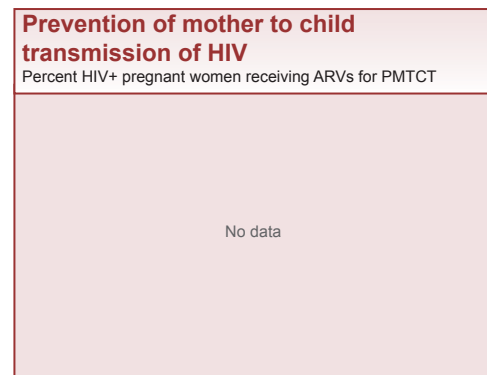 Prevention of mother to child
transmission of HIV
Percent HIV+ pregnant women receiving ARVs for PMTCT
No data